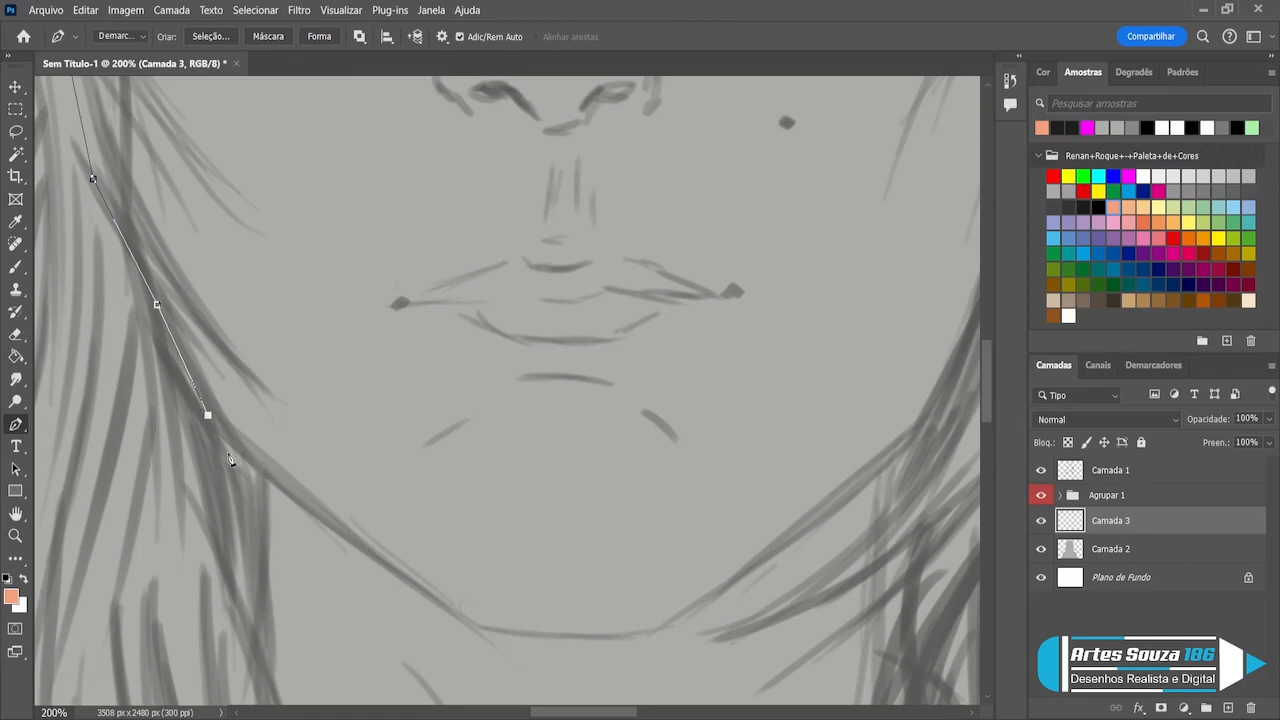 Ps Arquivo Editar Imagem Camada Texto Selecionar Filtro Visualizar Plug-ins Janela Ajuda
Demarc... Criar: Seleção... Máscara Forma Adic/Rem Auto Alinhar arestas Compartilhar
Sem Título-1 @ 200% (Camada 3, RGB/8) *
Cor Amostras Degradês Padrões
Pesquisar amostras
Renan+Roque+-+Paleta+de+Cores
Camadas Canais Demarcadores
Tipo
Normal Opacidade: 100%
Bloq.: Preen.: 100%
Camada 1
Agrupar 1
Camada 3
Camada 2
Plano de Fundo
Artes Souza 186
Desenhos Realista e Digital
200% 3508 px x 2480 px (300 ppi)